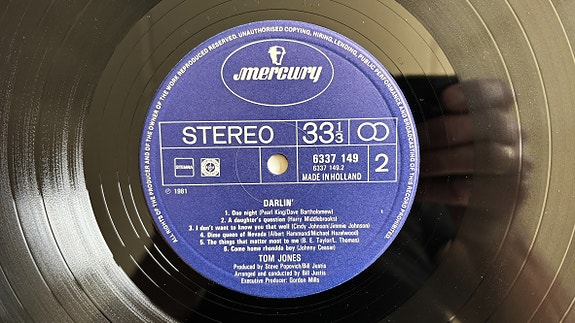 ALL RIGHTS OF THE PRODUCER AND OF THE OWNER OF THE WORK REPRODUCED RESERVED. UNAUTHORISED COPYING, HIRING, LENDING, PUBLIC PERFORMANCE AND BROADCASTING OF THIS RECORD PROHIBITED
mercury
STEREO 33 1/3
STEMRA
6337 149
6337 149.2
MADE IN HOLLAND
2
℗ 1981
DARLIN'
1. One night (Pearl King/Dave Bartholomew)
2. A daughter's question (Harry Middlebrooks)
3. I don't want to know you that well (Cindy Johnson/Jimmie Johnson)
4. Dime queen of Nevada (Albert Hammond/Michael Hazelwood)
5. The things that matter most to me (B. E. Taylor/L. Thomas)
6. Come home rhondda boy (Johnny Caesar)
TOM JONES
Produced by Steve Popovich/Bill Justis
Arranged and conducted by Bill Justis
Executive Producer: Gordon Mills